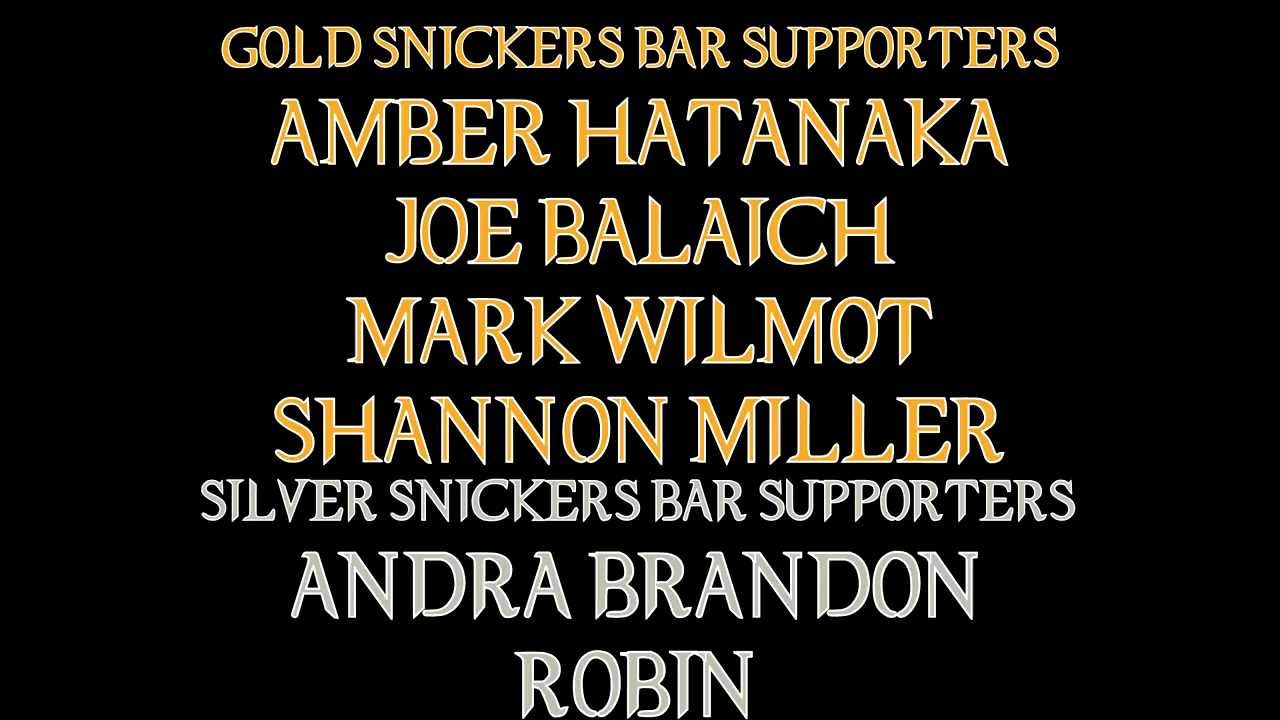 GOLD SNICKERS BAR SUPPORTERS
AMBER HATANAKA
JOE BALAICH
MARK WILMOT
SHANNON MILLER
SILVER SNICKERS BAR SUPPORTERS
ANDRA BRANDON
ROBIN